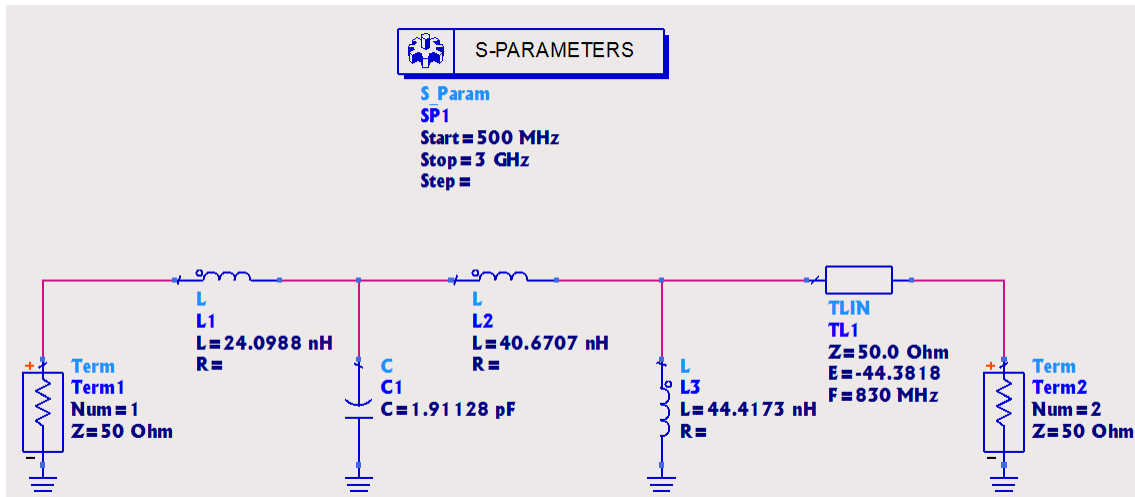 S-PARAMETERS
S_Param
SP1
Start=500 MHz
Stop=3 GHz
Step=
L
L1
L=24.0988 nH
R=
L
L2
L=40.6707 nH
R=
TLIN
TL1
Z=50.0 Ohm
E=-44.3818
F=830 MHz
+
Term
Term1
Num=1
Z=50 Ohm
-
C
C1
C=1.91128 pF
L
L3
L=44.4173 nH
R=
+
Term
Term2
Num=2
Z=50 Ohm
-